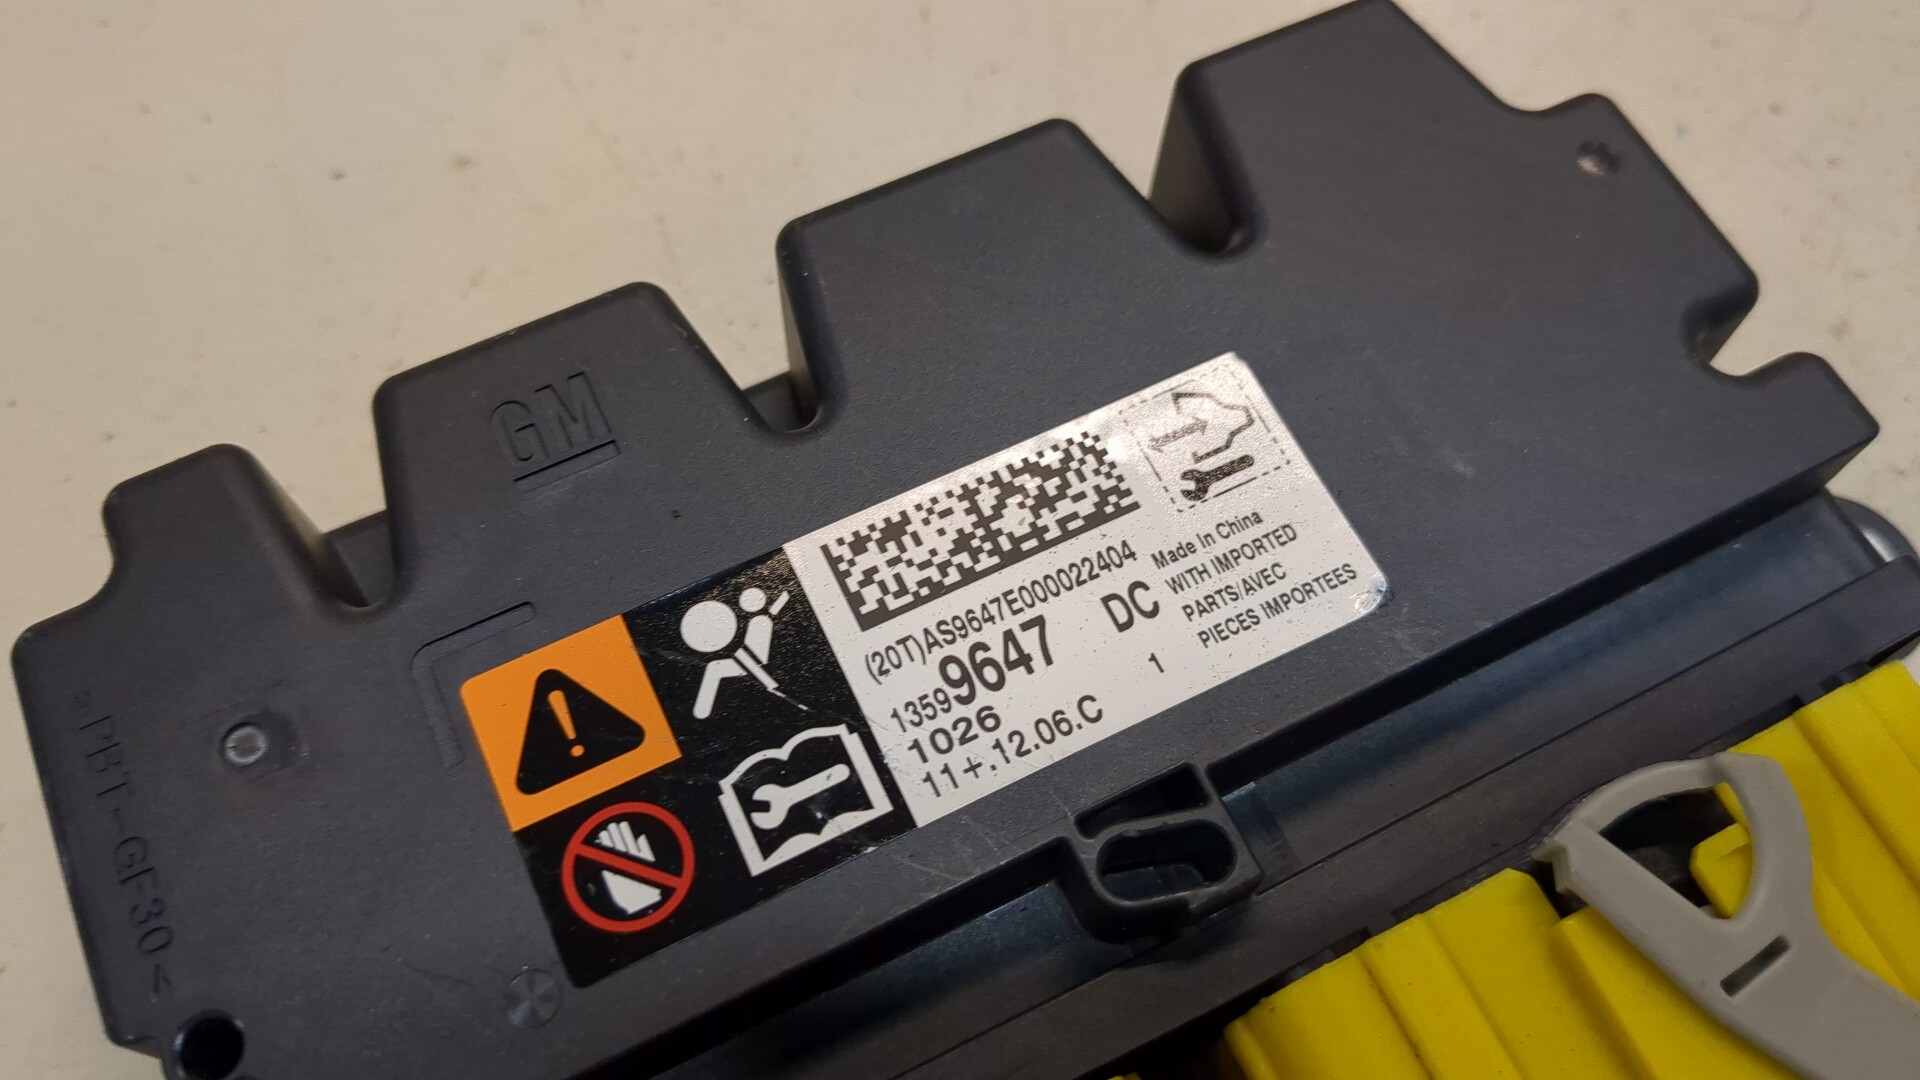 GM
(20T)AS9647E000022404
13599647
DC
1026
11+.12.06.C
1
Made In China
WITH IMPORTED
PARTS/AVEC
PIECES IMPORTEES
>PBT-GF30<